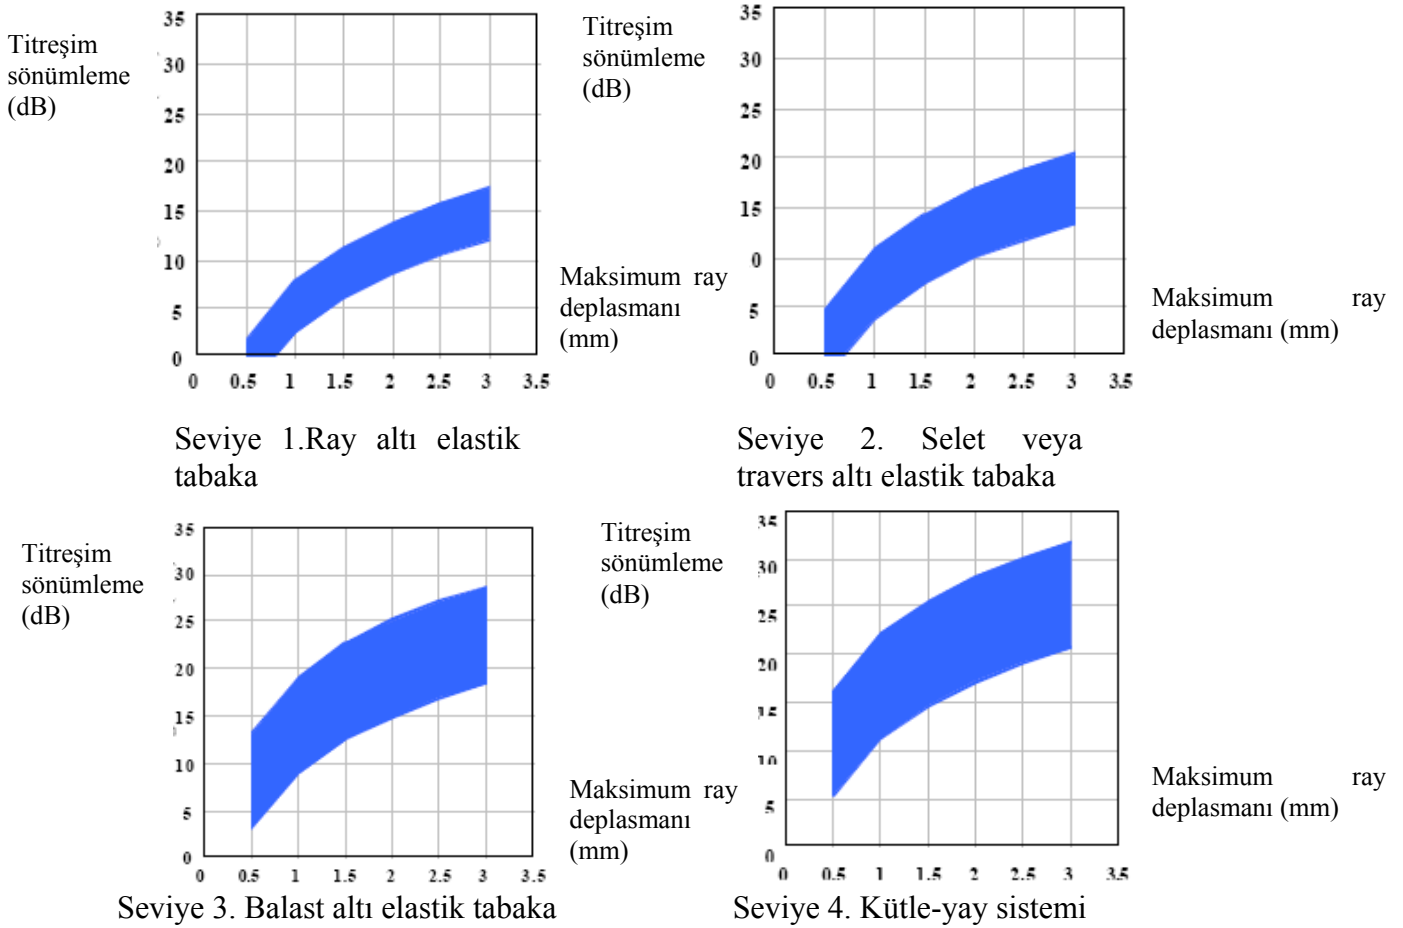 Titreşim
sönümleme
(dB)
35
30
25
20
15
10
5
0
0 0.5 1 1.5 2 2.5 3 3.5
Maksimum ray
deplasmanı
(mm)
Seviye 1.Ray altı elastik
tabaka
Titreşim
sönümleme
(dB)
35
30
25
20
15
0
5
0
0 0.5 1 1.5 2 2.5 3 3.5
Maksimum ray
deplasmanı (mm)
Seviye 2. Selet veya
travers altı elastik tabaka
Titreşim
sönümleme
(dB)
35
30
25
20
15
10
5
0
0 0.5 1 1.5 2 2.5 3 3.5
Maksimum ray
deplasmanı
(mm)
Seviye 3. Balast altı elastik tabaka
Titreşim
sönümleme
(dB)
35
30
25
20
15
10
5
0
0 0.5 1 1.5 2 2.5 3 3.5
Maksimum ray
deplasmanı (mm)
Seviye 4. Kütle-yay sistemi